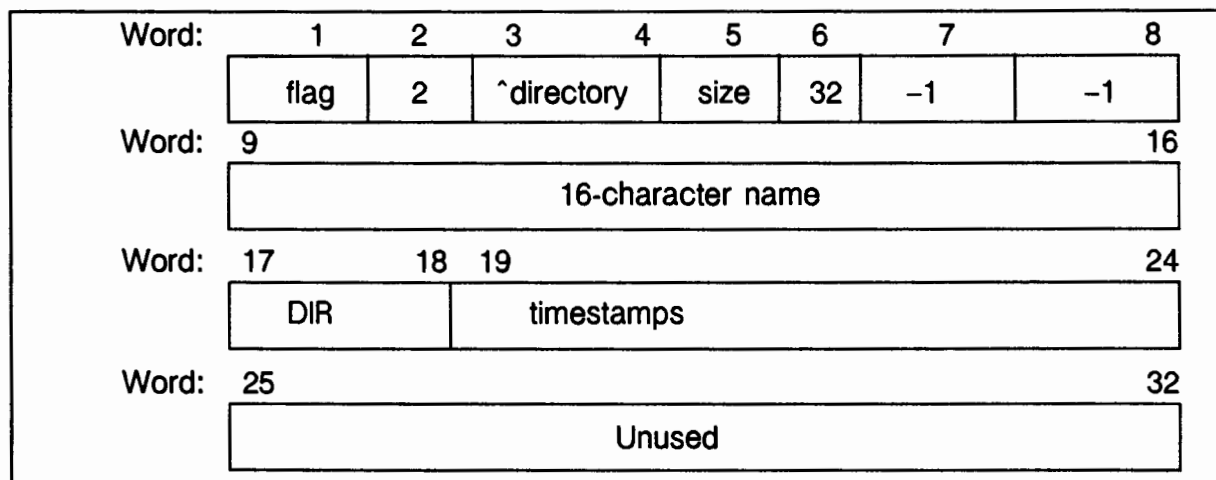 Word: 1 2 3 4 5 6 7 8
flag 2 ^directory size 32 –1 –1
Word: 9 16
16-character name
Word: 17 18 19 24
DIR timestamps
Word: 25 32
Unused